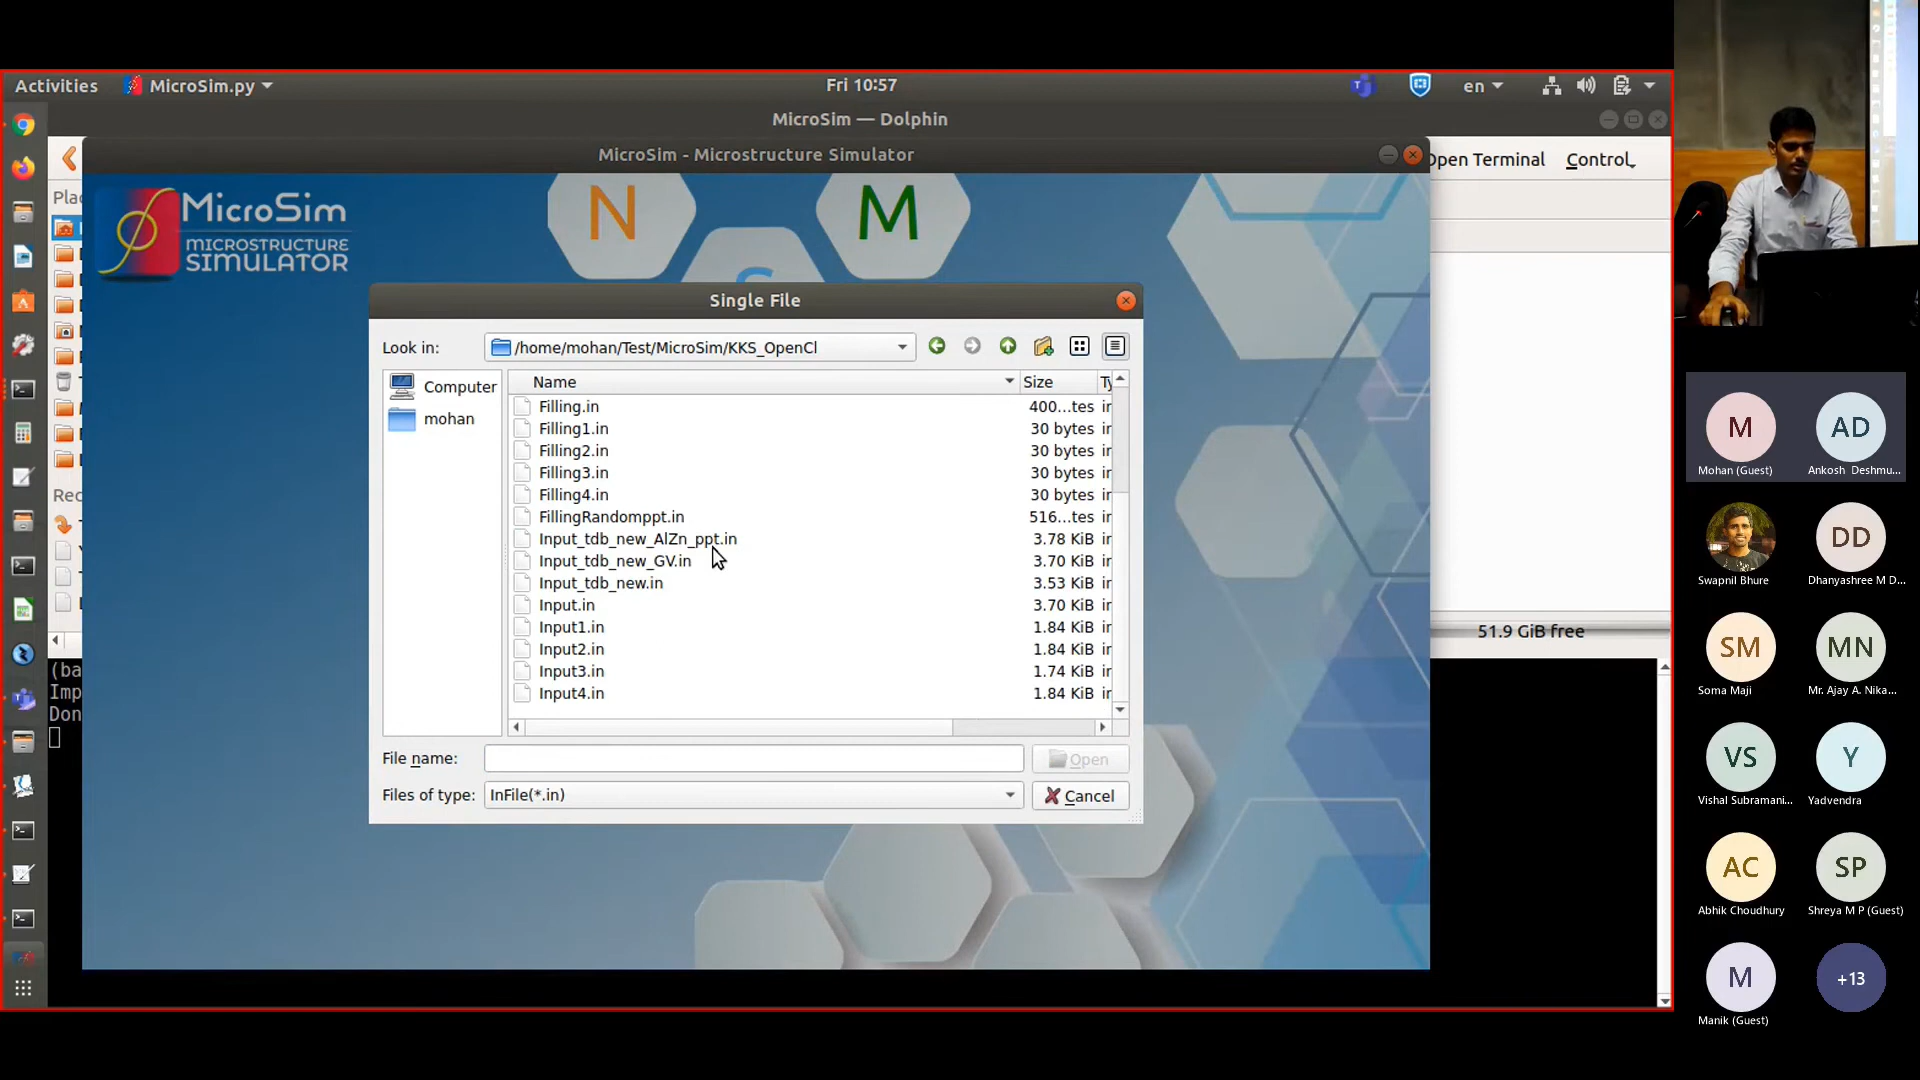 Activities
MicroSim.py
Fri 10:57
en
MicroSim — Dolphin
MicroSim - Microstructure Simulator
Open Terminal
Control
Plac
MicroSim
MICROSTRUCTURE
SIMULATOR
N
M
Single File
Look in:
/home/mohan/Test/MicroSim/KKS_OpenCl
Computer
mohan
Name
Size
Filling.in
400...tes
Filling1.in
30 bytes
Filling2.in
30 bytes
Filling3.in
30 bytes
Filling4.in
30 bytes
FillingRandomppt.in
516...tes
Input_tdb_new_AlZn_ppt.in
3.78 KiB
Input_tdb_new_GV.in
3.70 KiB
Input_tdb_new.in
3.53 KiB
Input.in
3.70 KiB
Input1.in
1.84 KiB
Input2.in
1.84 KiB
Input3.in
1.74 KiB
Input4.in
1.84 KiB
File name:
Open
Files of type:
InFile(*.in)
Cancel
Rec
51.9 GiB free
(ba
Imp
Don
M
Mohan (Guest)
AD
Ankosh Deshmu...
Swapnil Bhure
DD
Dhanyashree M D...
SM
Soma Maji
MN
Mr. Ajay A. Nika...
VS
Vishal Subramani...
Y
Yadvendra
AC
Abhik Choudhury
SP
Shreya M P (Guest)
M
Manik (Guest)
+13